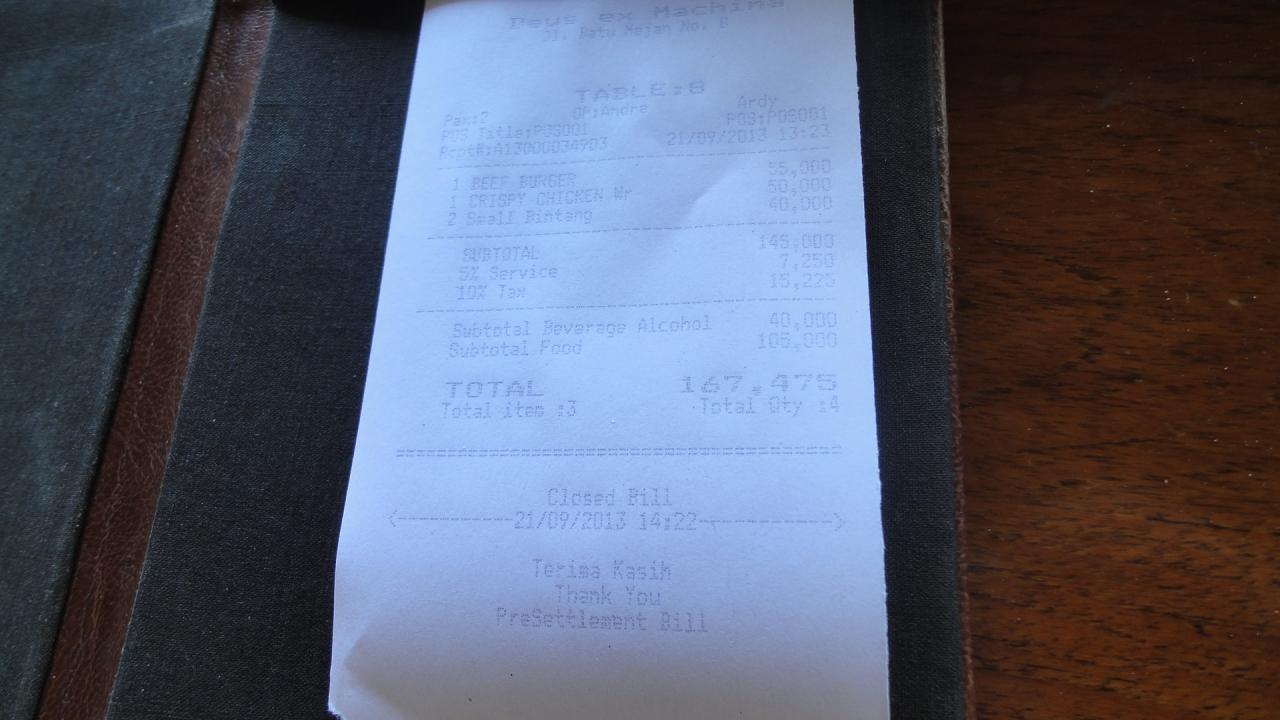 Deus ex Machina
Jl. Batu Mejan No. 8
TABLE:8
Pax:2 OP:Andre Ardy
POS Title:POS001 POS:POS001
Rcpt#:A13000034903 21/09/2013 13:23
1 BEEF BURGER 55,000
1 CRISPY CHICKEN Wr 50,000
2 Small Bintang 40,000
SUBTOTAL 145,000
5% Service 7,250
10% Tax 15,225
Subtotal Beverage Alcohol 40,000
Subtotal Food 105,000
TOTAL 167,475
Total item :3 Total Qty :4
Closed Bill
<----------21/09/2013 14:22---------->
Terima Kasih
Thank You
PreSettlement Bill